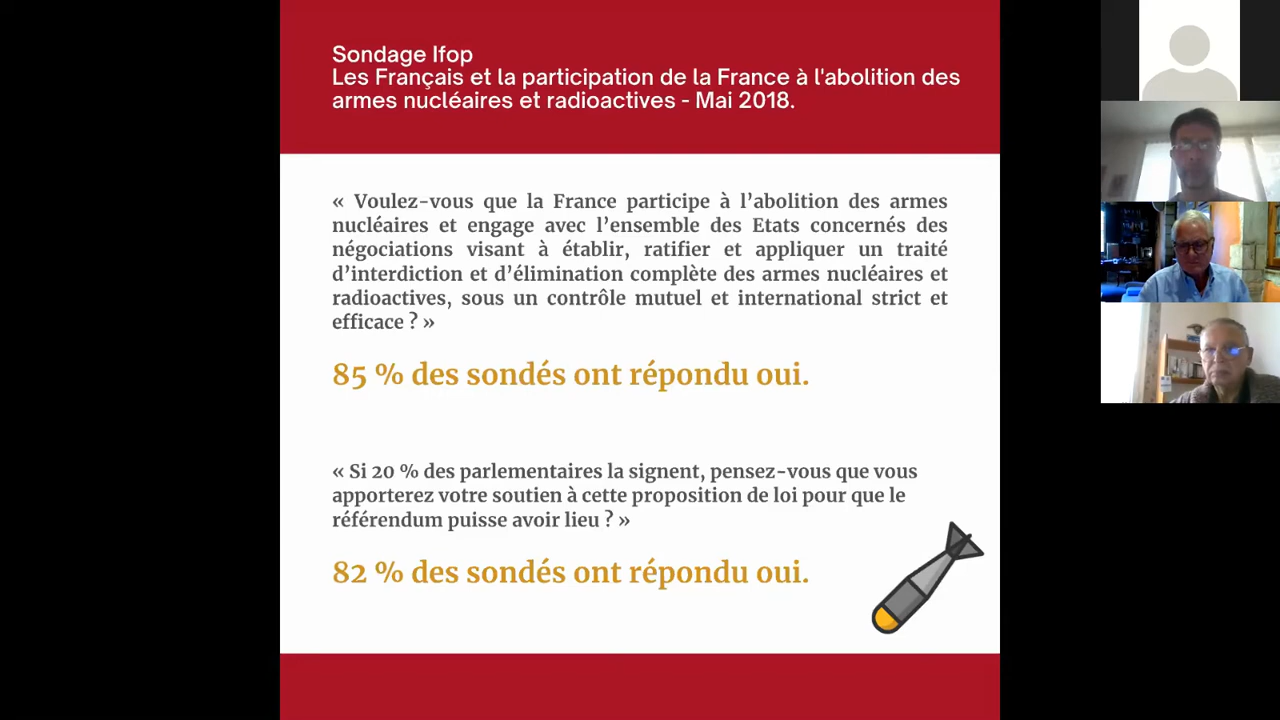 Sondage Ifop
Les Français et la participation de la France à l'abolition des
armes nucléaires et radioactives - Mai 2018.
« Voulez-vous que la France participe à l'abolition des armes
nucléaires et engage avec l'ensemble des Etats concernés des
négociations visant à établir, ratifier et appliquer un traité
d'interdiction et d'élimination complète des armes nucléaires et
radioactives, sous un contrôle mutuel et international strict et
efficace ? »
85 % des sondés ont répondu oui.
« Si 20 % des parlementaires la signent, pensez-vous que vous
apporterez votre soutien à cette proposition de loi pour que le
référendum puisse avoir lieu ? »
82 % des sondés ont répondu oui.